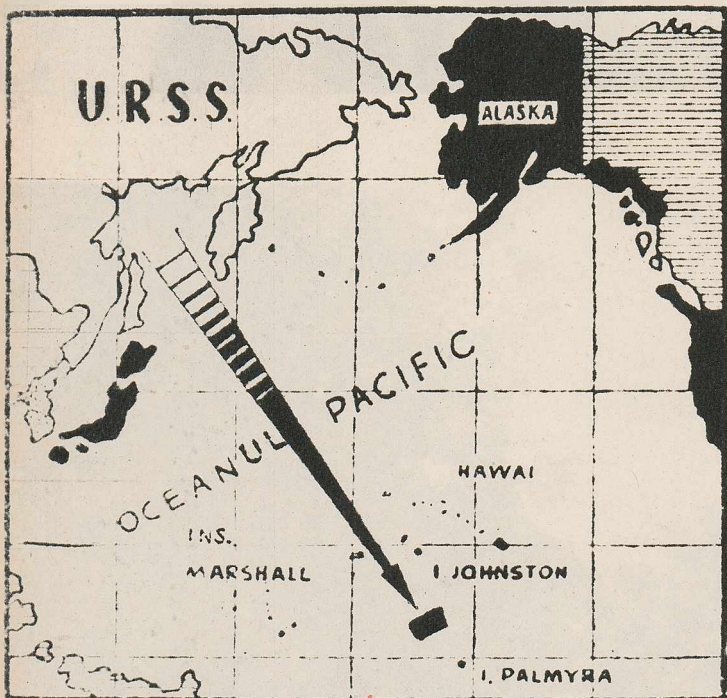 U.R.S.S.
ALASKA
OCEANUL PACIFIC
HAWAI
INS.
MARSHALL
I JOHNSTON
I. PALMYRA